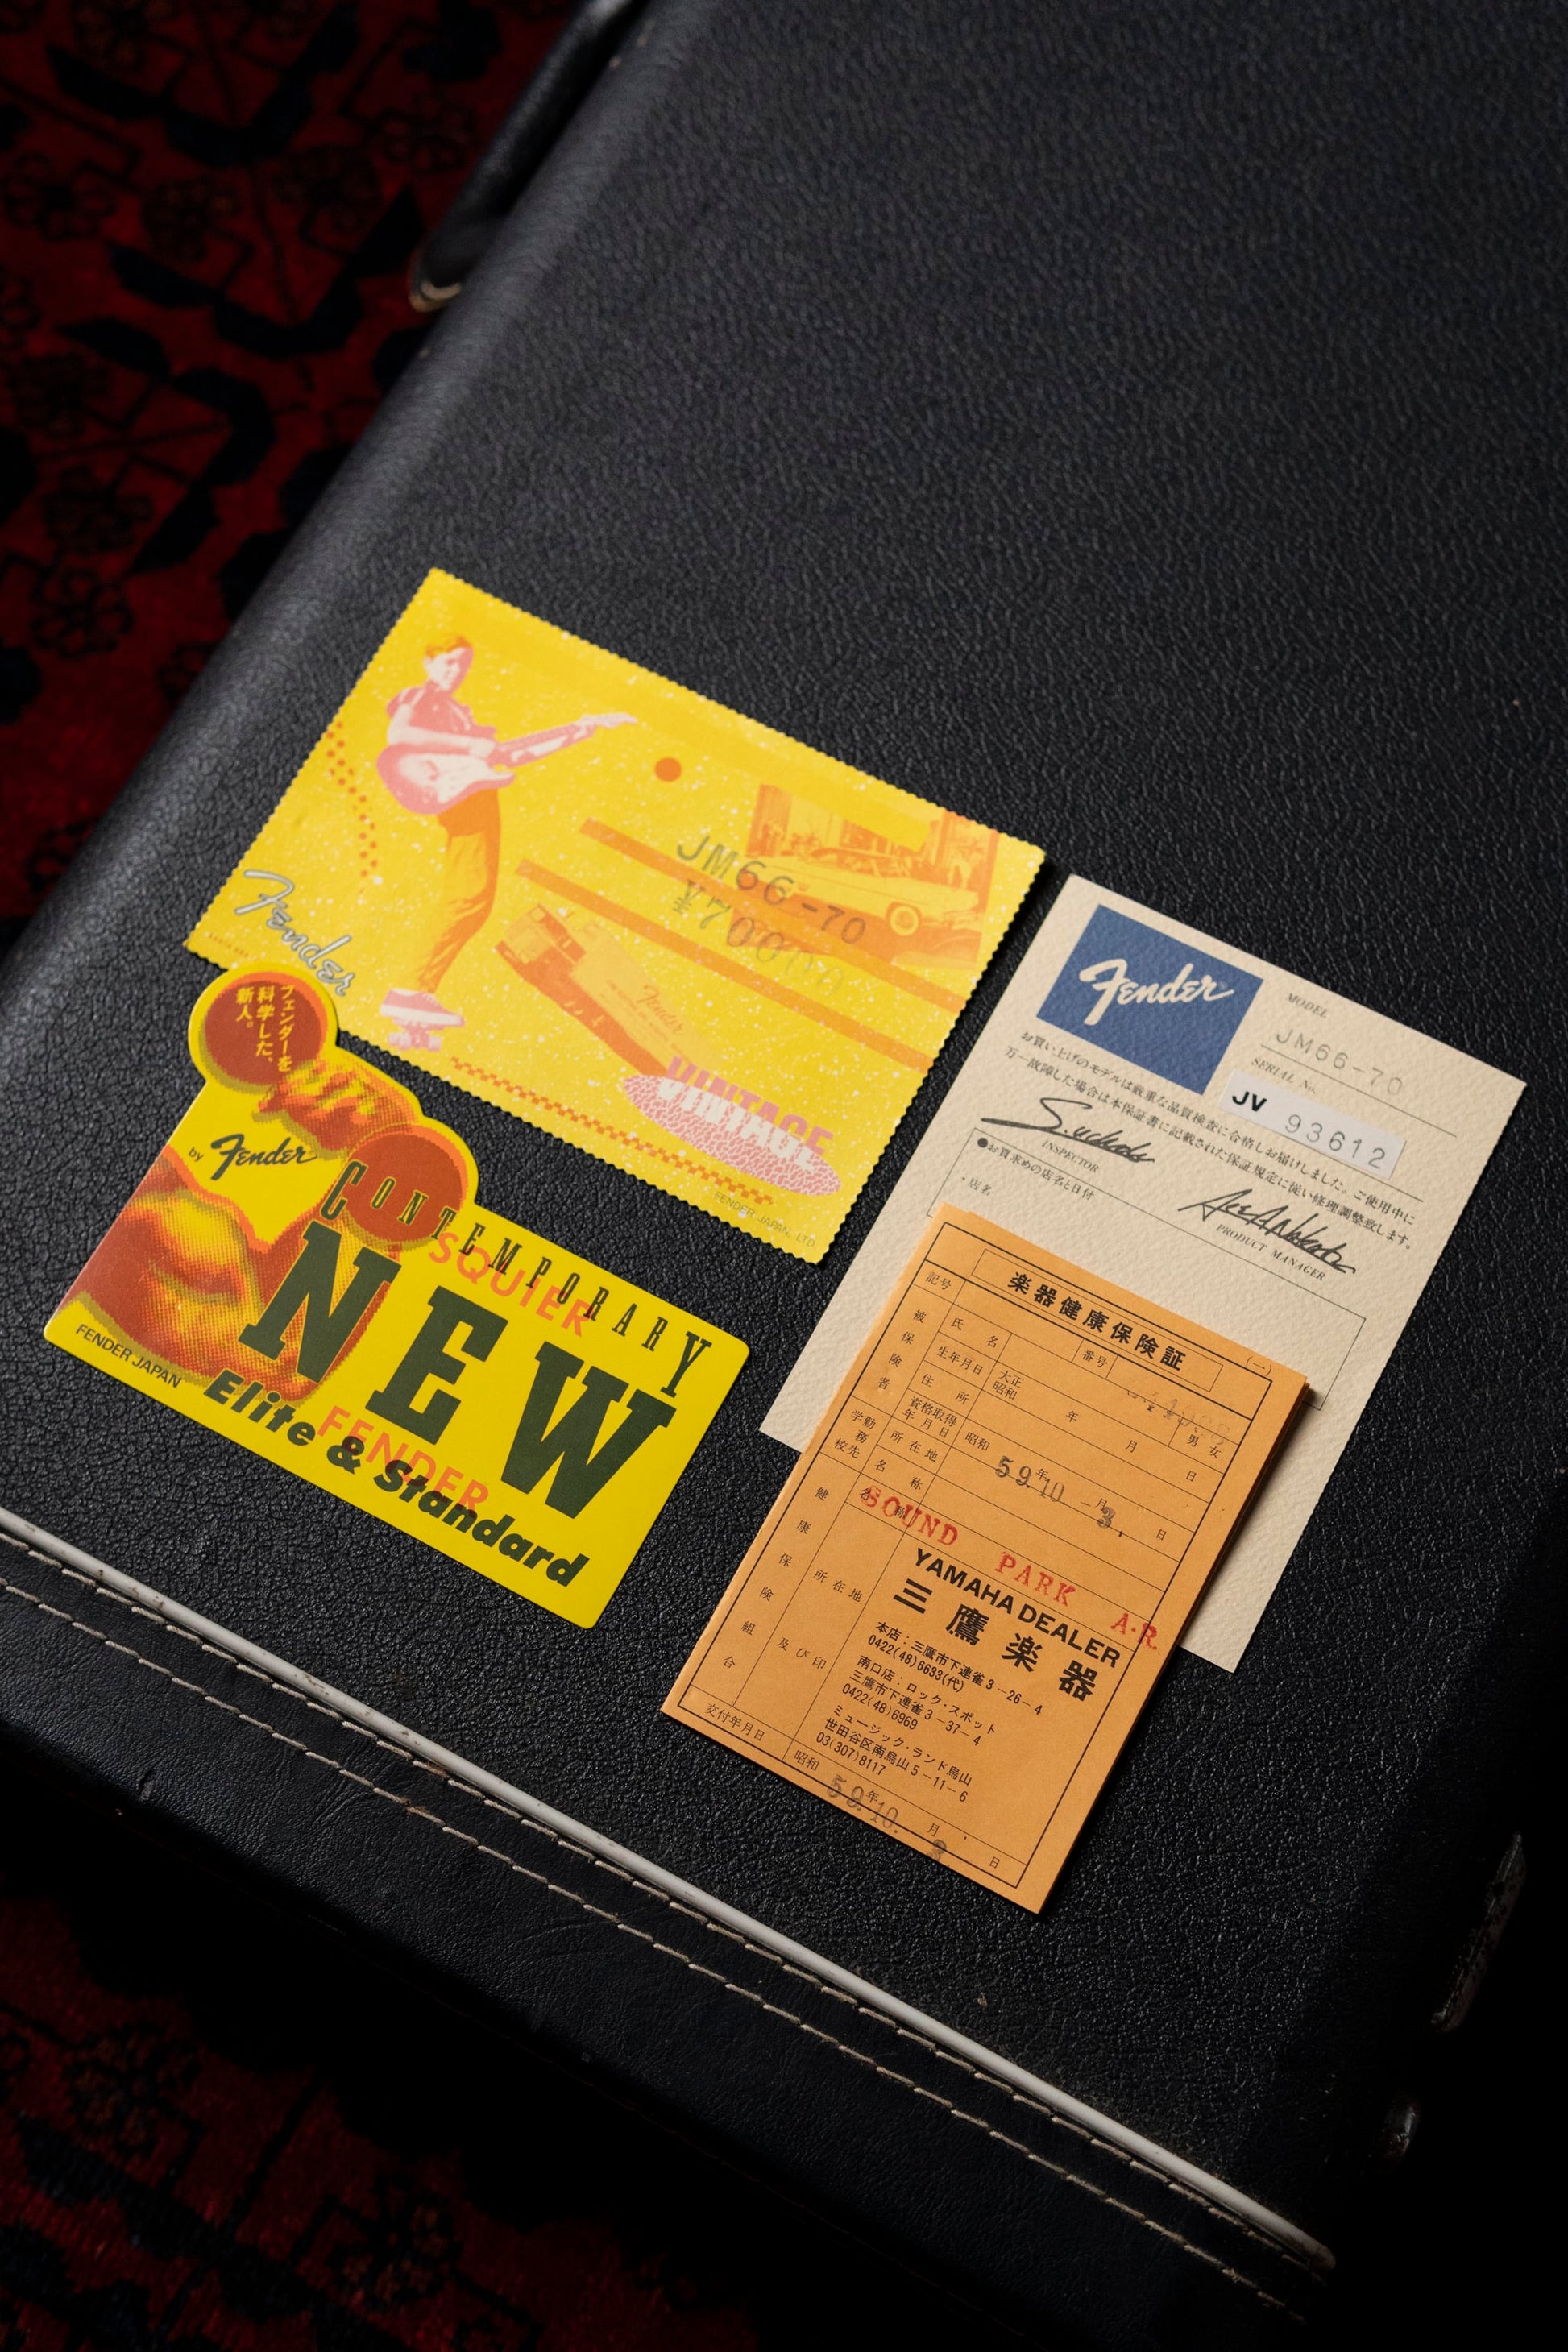 JM66-70
¥70000
Fender
Fender
VINTAGE
FENDER JAPAN, LTD
フェンダーを
科学した、
新人。
by Fender
CONTEMPORARY
SQUIER
NEW
FENDER JAPAN
FENDER
Elite & Standard
Fender
MODEL
JM66-70
SERIAL No.
JV 93612
お買い上げのモデルは厳重な品質検査に合格しお届けしました。ご使用中に
万一故障した場合は本保証書に記載された保証規定に従い修理調整致します。
INSPECTOR
PRODUCT MANAGER
●お買求めの店名と日付
・店名
楽器健康保険証
(一)
記号
番号
被保険者
氏名
生年月日
大正
昭和
年 月 日
男 女
住所
資格取得
年月日
昭和 59年10月3日
勤務先
学校
所在地
名称
健康保険組合
名称
SOUND PARK A.R.
所在地
及び印
YAMAHA DEALER
三鷹楽器
本店:三鷹市下連雀3-26-4
0422(48)6633(代)
南口店:ロック・スポット
三鷹市下連雀3-37-4
0422(48)6969
ミュージック・ランド烏山
世田谷区南烏山5-11-6
03(307)8117
交付年月日
昭和 59年10月3日